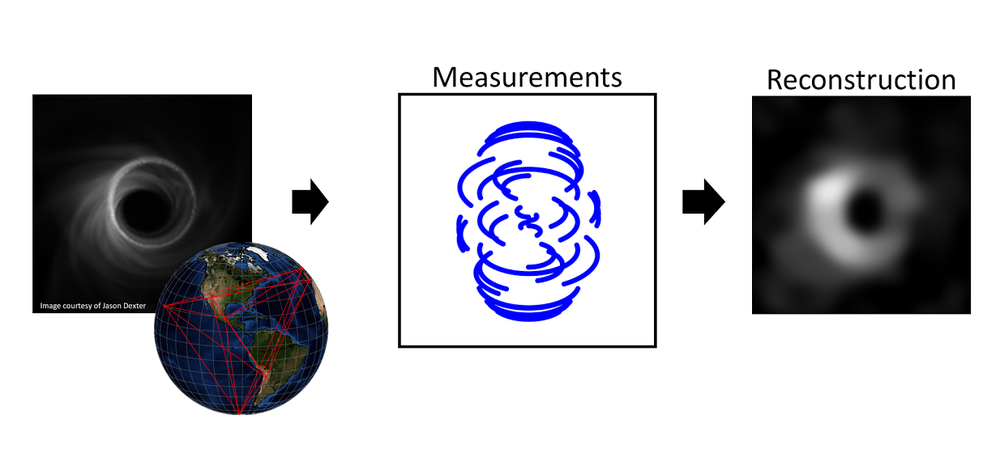 Measurements
Reconstruction
Image courtesy of Jason Dexter